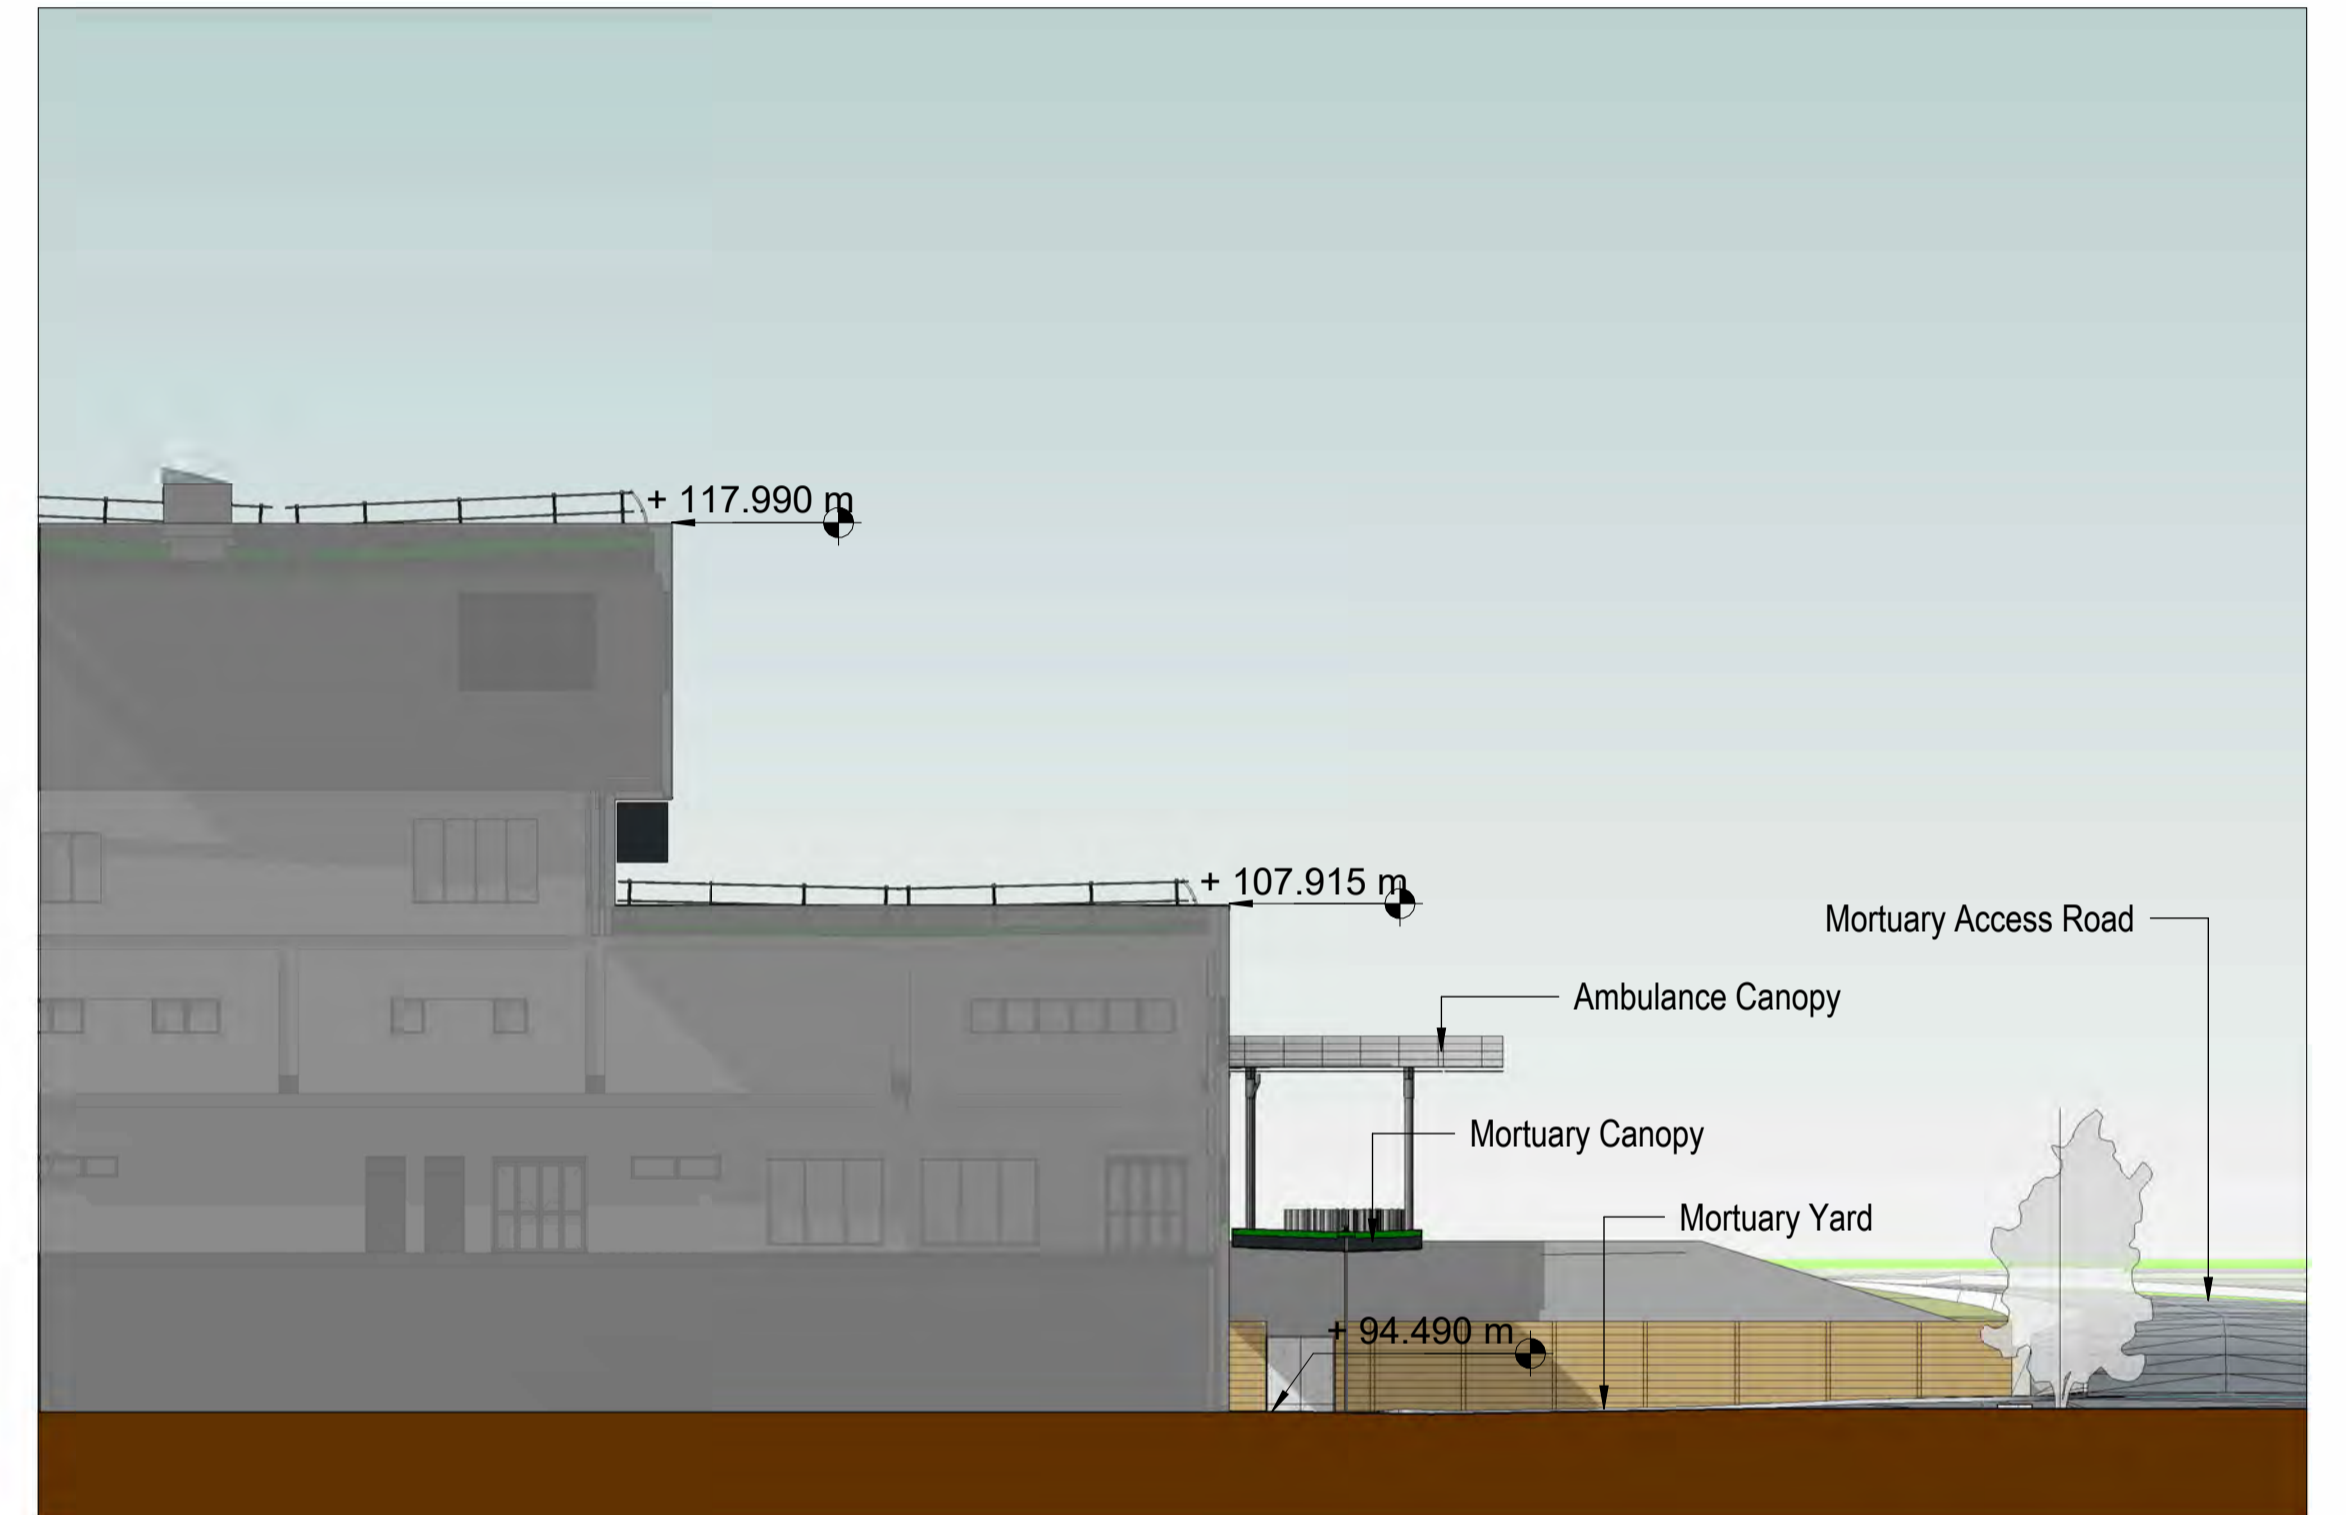 + 117.990 m
+ 107.915 m
Mortuary Access Road
Ambulance Canopy
Mortuary Canopy
Mortuary Yard
+ 94.490 m